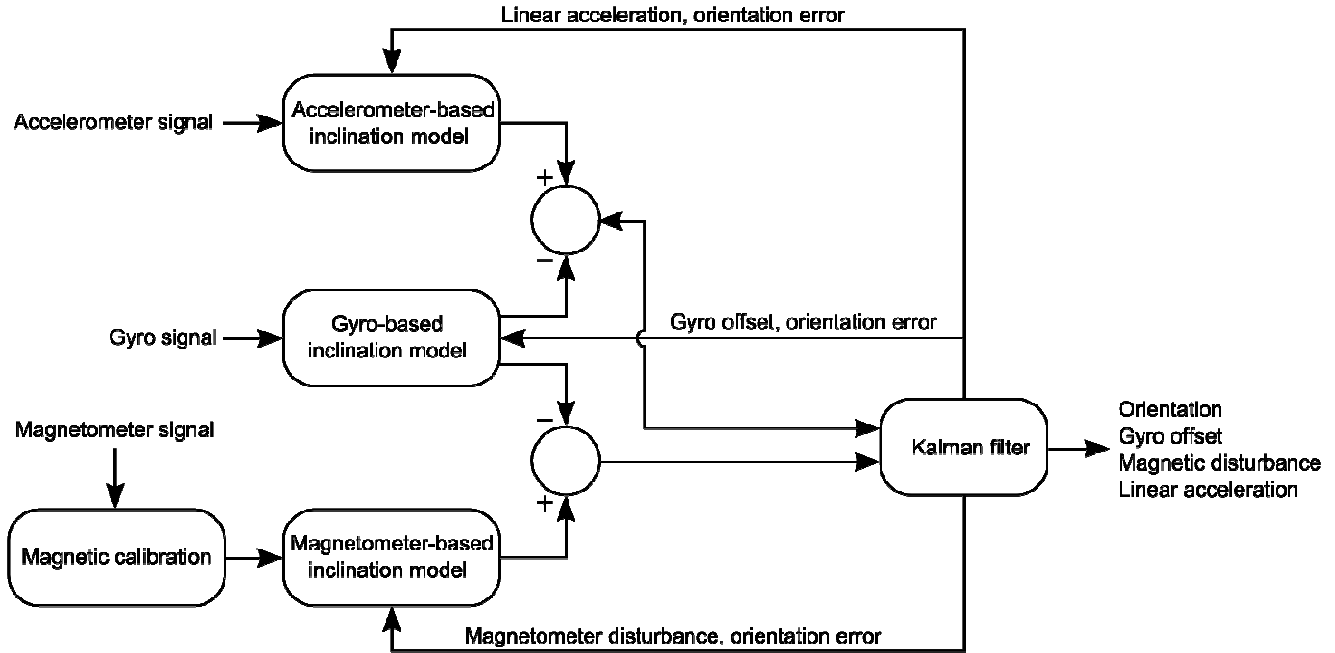 Linear acceleration, orientation error
Accelerometer signal
Accelerometer-based
inclination model
+
−
Gyro signal
Gyro-based
inclination model
Gyro offset, orientation error
−
+
Magnetometer signal
Magnetic calibration
Magnetometer-based
inclination model
Kalman filter
Orientation
Gyro offset
Magnetic disturbance
Linear acceleration
Magnetometer disturbance, orientation error